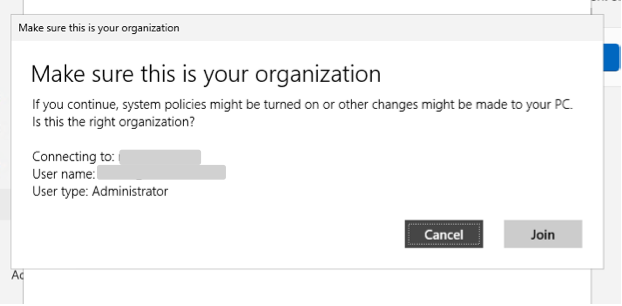 Make sure this is your organization
Make sure this is your organization
If you continue, system policies might be turned on or other changes might be made to your PC.
Is this the right organization?
Connecting to:
User name:
User type: Administrator
Cancel
Join